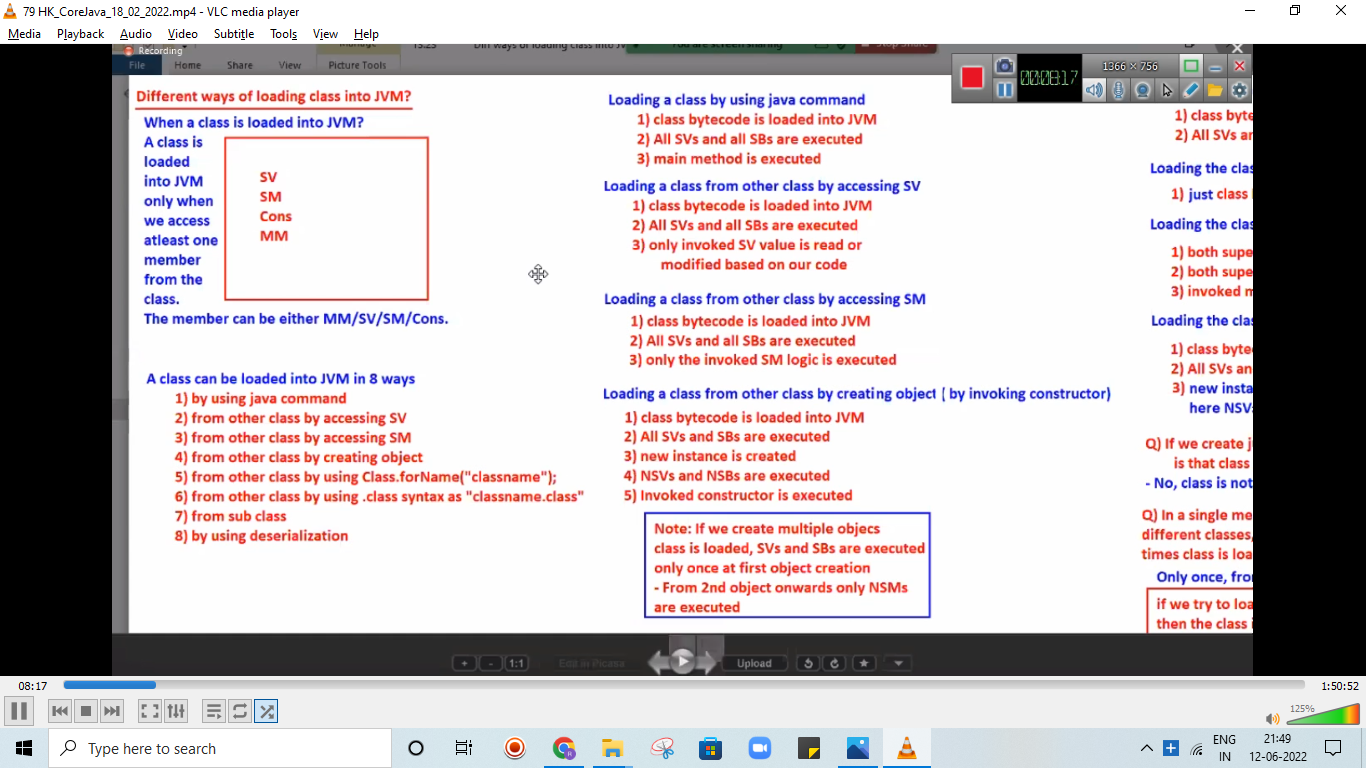 79 HK_CoreJava_18_02_2022.mp4 - VLC media player
Media Playback Audio Video Subtitle Tools View Help
Recording
File Home Share View Picture Tools
1366 × 756
00:08:17
Different ways of loading class into JVM?
When a class is loaded into JVM?
A class is
loaded
into JVM
only when
we access
atleast one
member
from the
class.
SV
SM
Cons
MM
The member can be either MM/SV/SM/Cons.
A class can be loaded into JVM in 8 ways
1) by using java command
2) from other class by accessing SV
3) from other class by accessing SM
4) from other class by creating object
5) from other class by using Class.forName("classname");
6) from other class by using .class syntax as "classname.class"
7) from sub class
8) by using deserialization
Loading a class by using java command
1) class bytecode is loaded into JVM
2) All SVs and all SBs are executed
3) main method is executed
Loading a class from other class by accessing SV
1) class bytecode is loaded into JVM
2) All SVs and all SBs are executed
3) only invoked SV value is read or
modified based on our code
Loading a class from other class by accessing SM
1) class bytecode is loaded into JVM
2) All SVs and all SBs are executed
3) only the invoked SM logic is executed
Loading a class from other class by creating object ( by invoking constructor)
1) class bytecode is loaded into JVM
2) All SVs and SBs are executed
3) new instance is created
4) NSVs and NSBs are executed
5) Invoked constructor is executed
Note: If we create multiple objecs
class is loaded, SVs and SBs are executed
only once at first object creation
- From 2nd object onwards only NSMs
are executed
1) class byte
2) All SVs ar
Loading the clas
1) just class
Loading the clas
1) both supe
2) both supe
3) invoked m
Loading the clas
1) class byte
2) All SVs an
3) new insta
here NSV
Q) If we create j
is that class
- No, class is not
Q) In a single me
different classes,
times class is loa
Only once, fro
if we try to loa
then the class i
+ - 1:1 Edit in Picasa Upload
08:17 1:50:52
125%
Type here to search
ENG
IN
21:49
12-06-2022